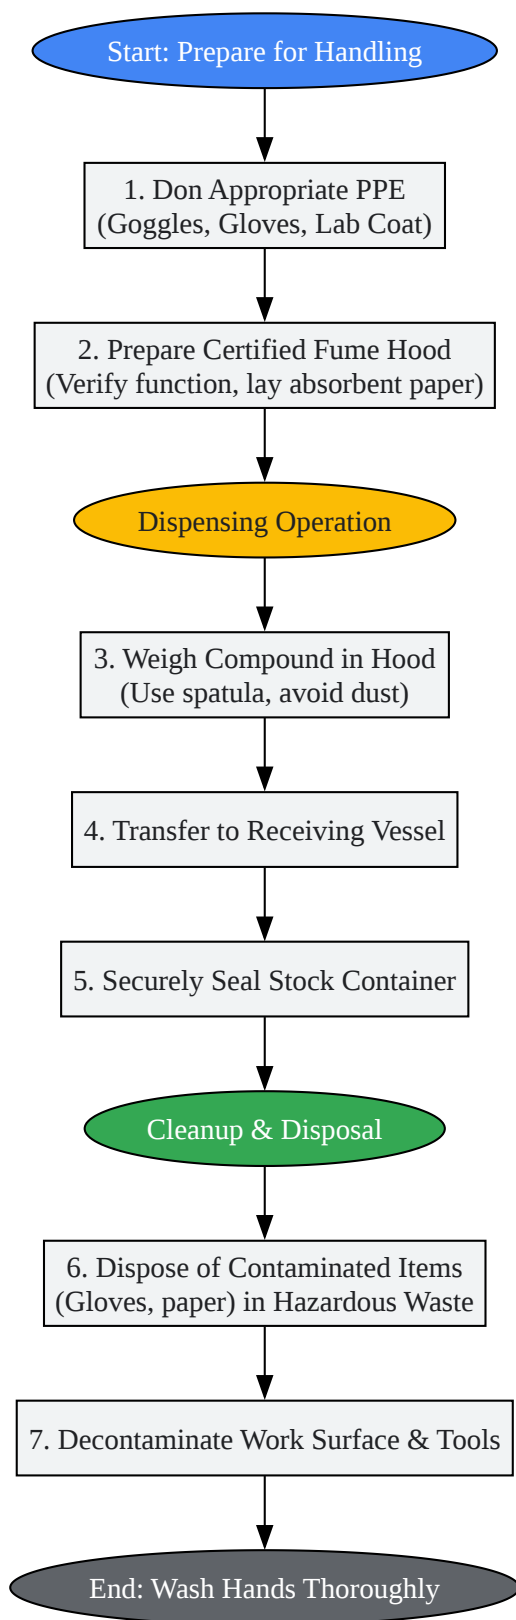 Start: Prepare for Handling
1. Don Appropriate PPE
(Goggles, Gloves, Lab Coat)
2. Prepare Certified Fume Hood
(Verify function, lay absorbent paper)
Dispensing Operation
3. Weigh Compound in Hood
(Use spatula, avoid dust)
4. Transfer to Receiving Vessel
5. Securely Seal Stock Container
Cleanup & Disposal
6. Dispose of Contaminated Items
(Gloves, paper) in Hazardous Waste
7. Decontaminate Work Surface & Tools
End: Wash Hands Thoroughly